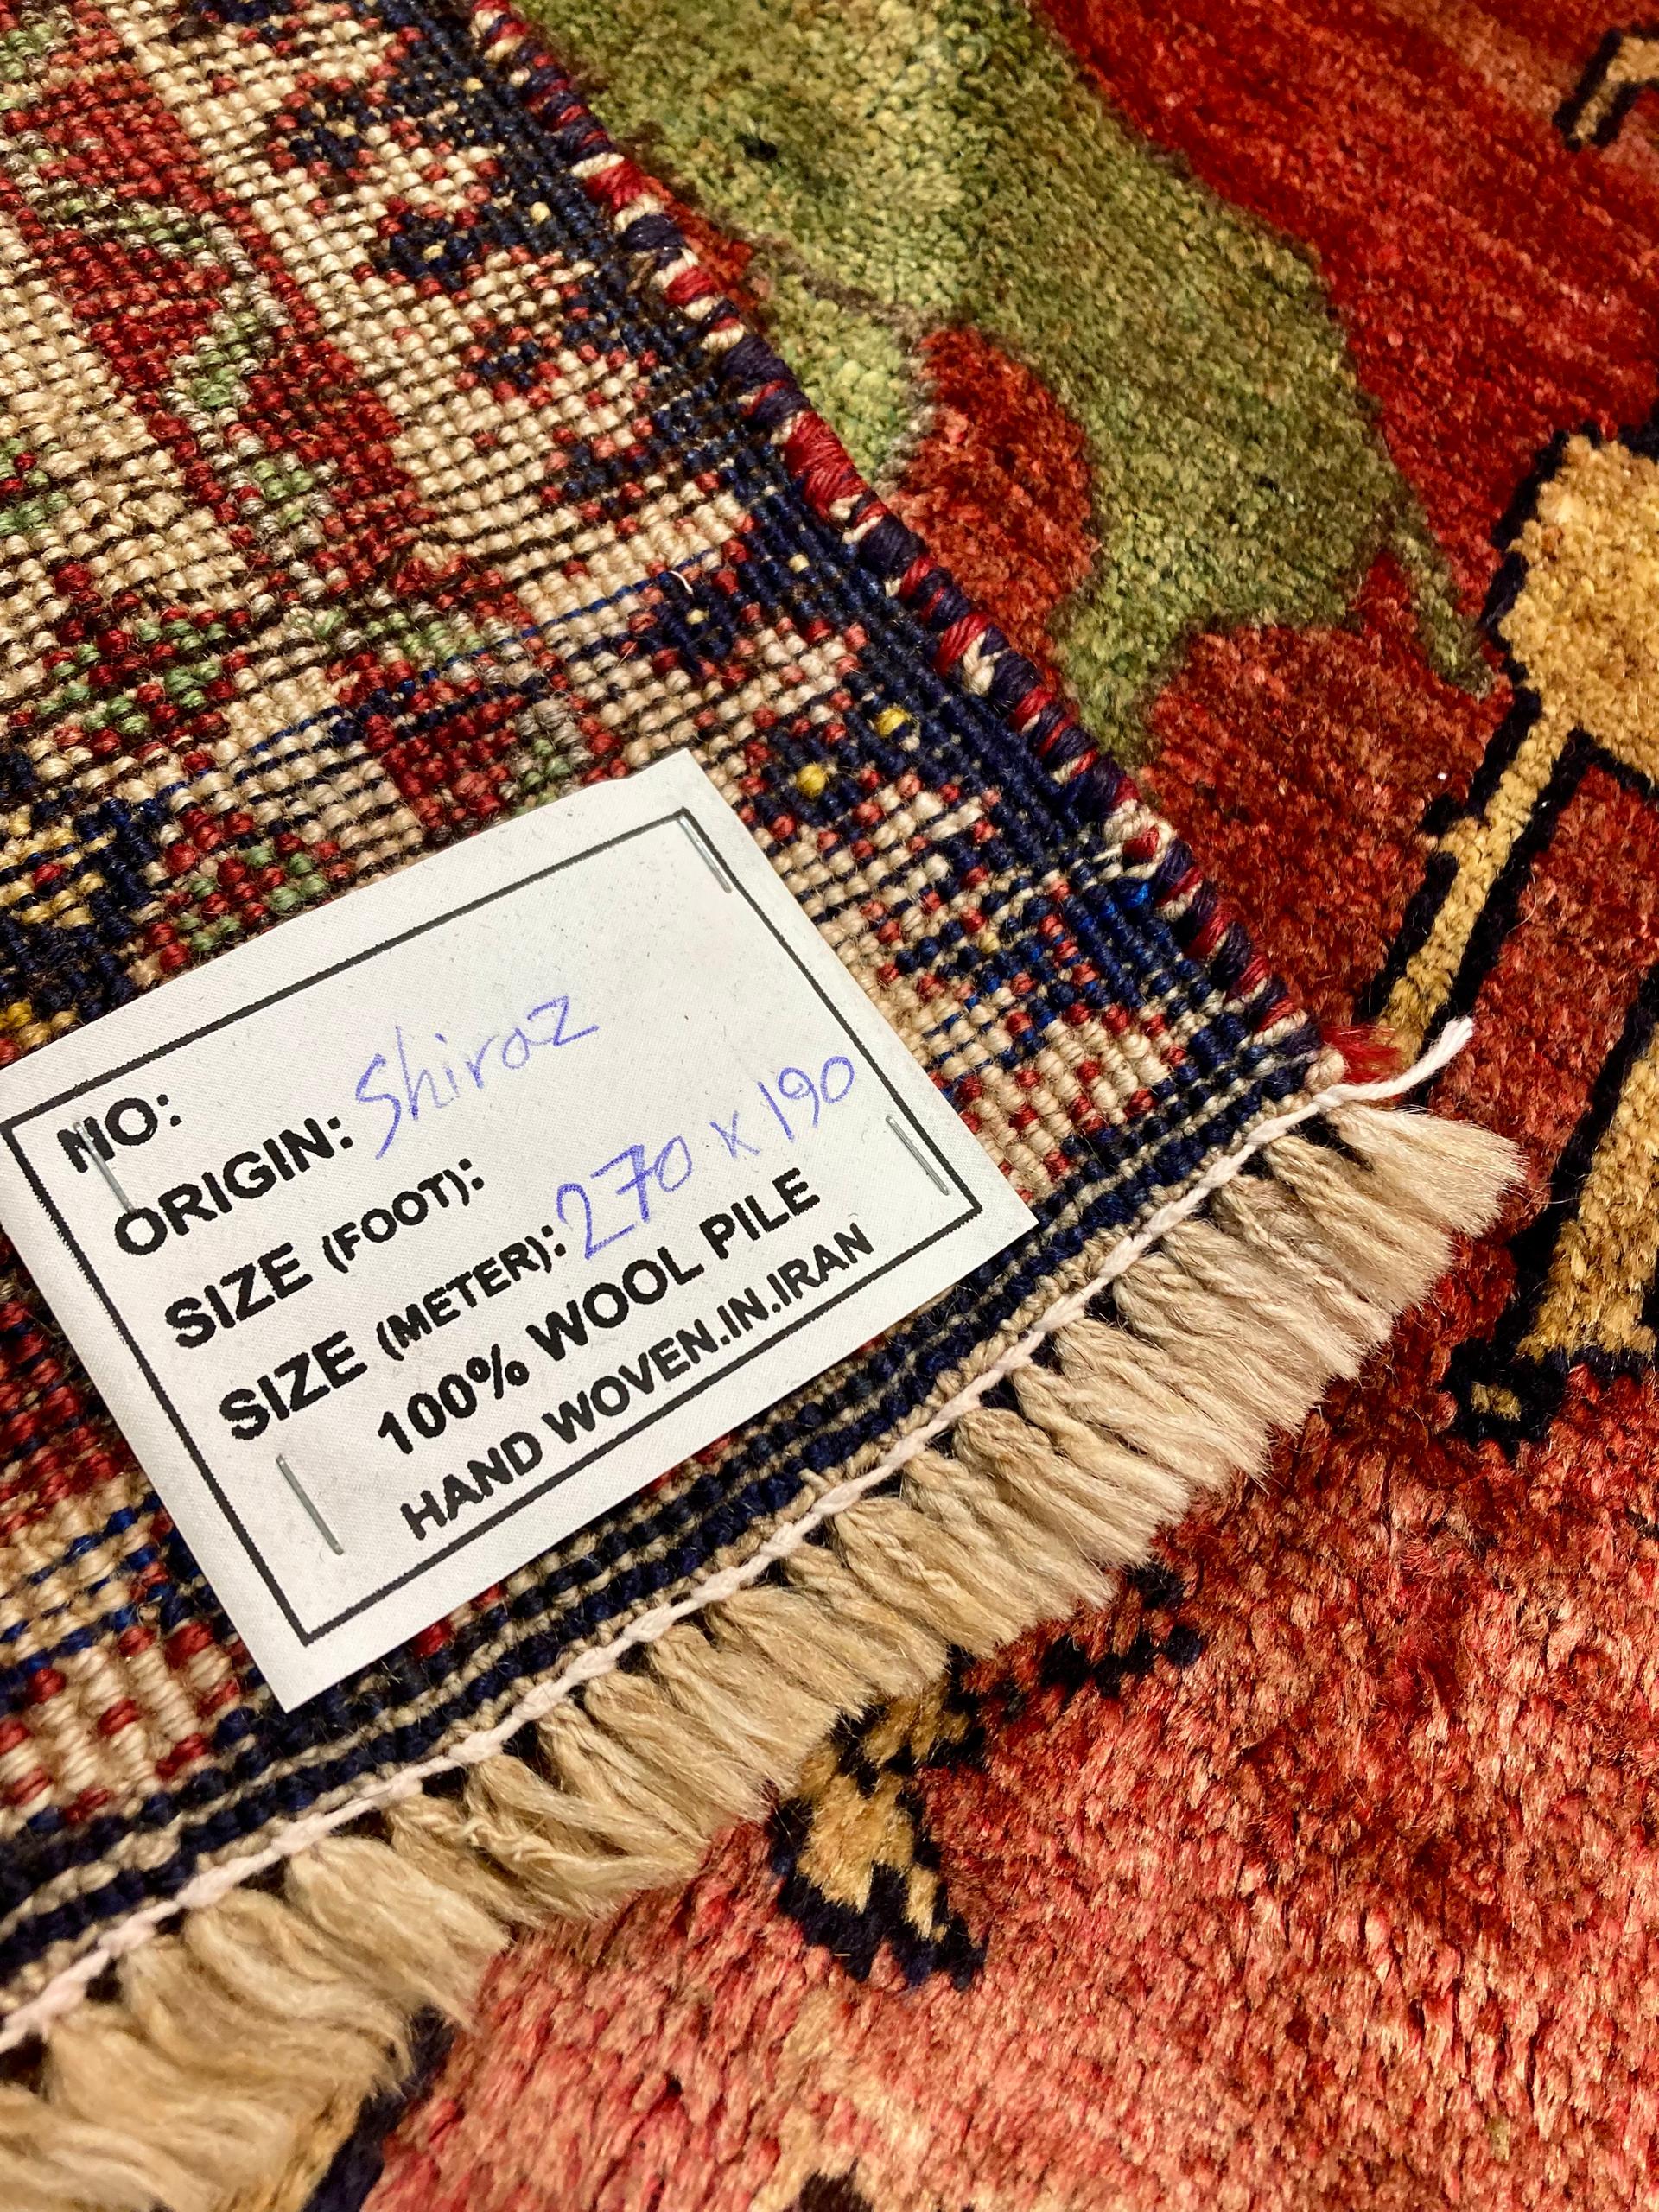 NO:
ORIGIN: Shiraz
SIZE (FOOT):
SIZE (METER): 270 x 190
100% WOOL PILE
HAND WOVEN.IN.IRAN